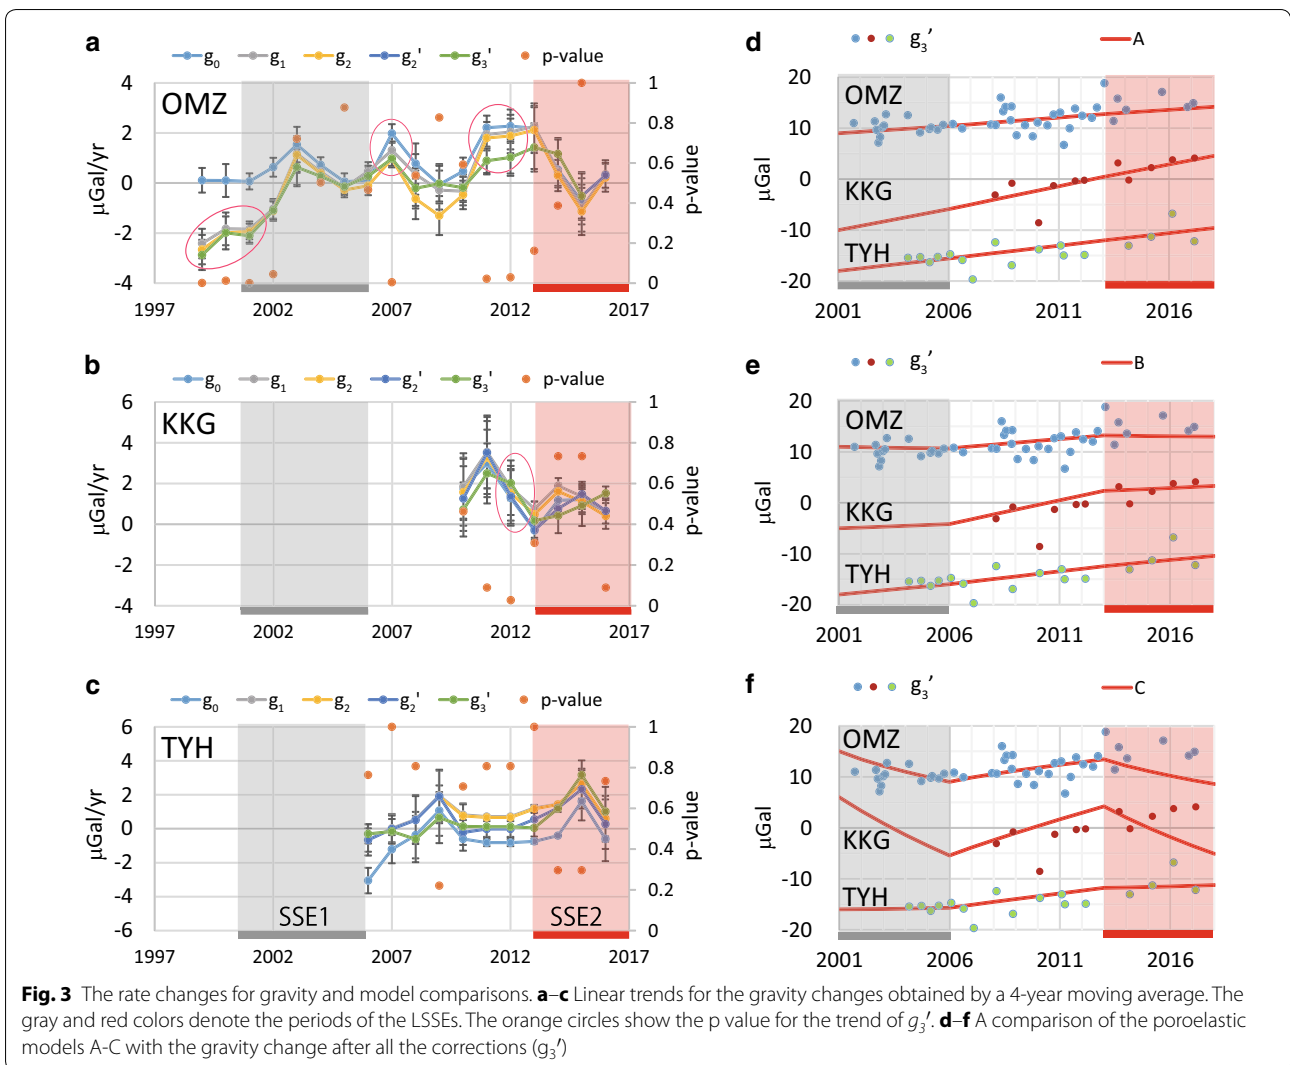 a
g₀ g₁ g₂ g₂' g₃' p-value
OMZ
μGal/yr
4
2
0
-2
-4
1
0.8
0.6
0.4
0.2
0
p-value
1997 2002 2007 2012 2017
b
g₀ g₁ g₂ g₂' g₃' p-value
KKG
μGal/yr
6
4
2
0
-2
-4
1
0.8
0.6
0.4
0.2
0
p-value
1997 2002 2007 2012 2017
c
g₀ g₁ g₂ g₂' g₃' p-value
TYH
μGal/yr
6
4
2
0
-2
-4
-6
1
0.8
0.6
0.4
0.2
0
p-value
SSE1 SSE2
1997 2002 2007 2012 2017
d
g₃' A
μGal
20
10
0
-10
-20
OMZ
KKG
TYH
2001 2006 2011 2016
e
g₃' B
μGal
20
10
0
-10
-20
OMZ
KKG
TYH
2001 2006 2011 2016
f
g₃' C
μGal
20
10
0
-10
-20
OMZ
KKG
TYH
2001 2006 2011 2016
Fig. 3 The rate changes for gravity and model comparisons. a–c Linear trends for the gravity changes obtained by a 4-year moving average. The
gray and red colors denote the periods of the LSSEs. The orange circles show the p value for the trend of g₃'. d–f A comparison of the poroelastic
models A-C with the gravity change after all the corrections (g₃')